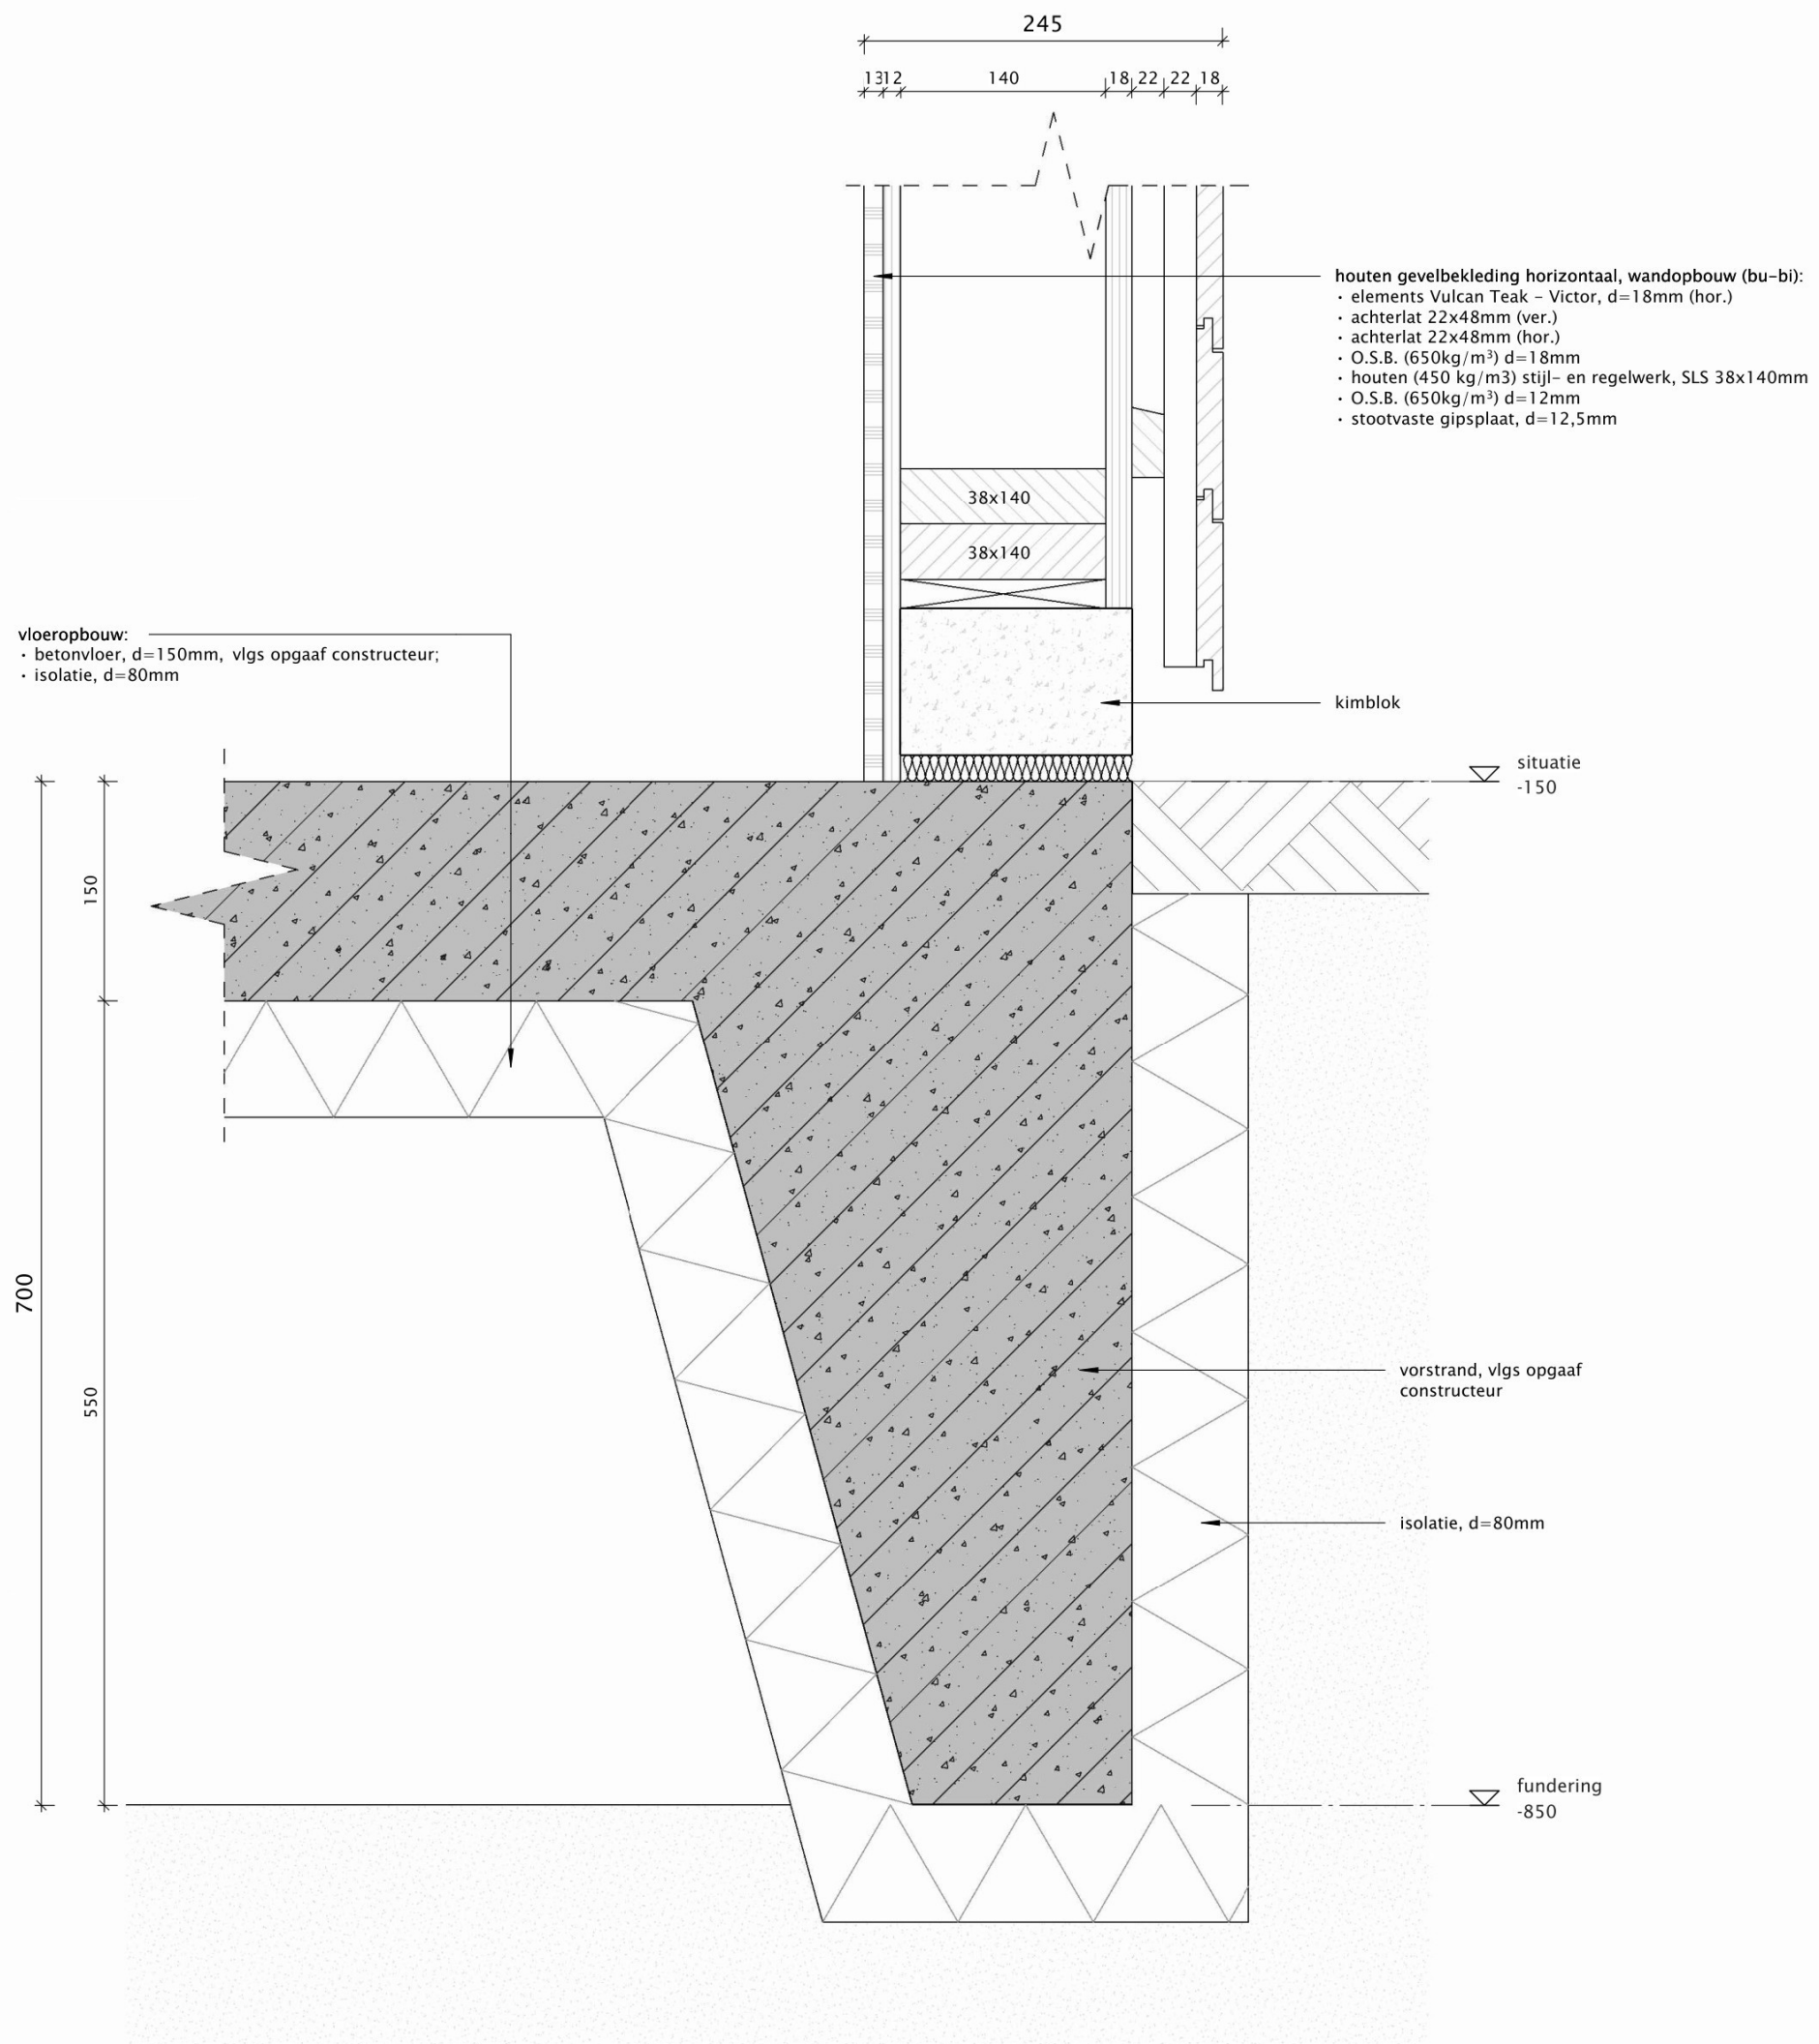 245
13 12 140 18 22 22 18
houten gevelbekleding horizontaal, wandopbouw (bu-bi):
• elements Vulcan Teak - Victor, d=18mm (hor.)
• achterlat 22x48mm (ver.)
• achterlat 22x48mm (hor.)
• O.S.B. (650kg/m³) d=18mm
• houten (450 kg/m3) stijl- en regelwerk, SLS 38x140mm
• O.S.B. (650kg/m³) d=12mm
• stootvaste gipsplaat, d=12,5mm
38x140
38x140
vloeropbouw:
• betonvloer, d=150mm, vlgs opgaaf constructeur;
• isolatie, d=80mm
kimblok
situatie
-150
150
700
550
vorstrand, vlgs opgaaf
constructeur
isolatie, d=80mm
fundering
-850